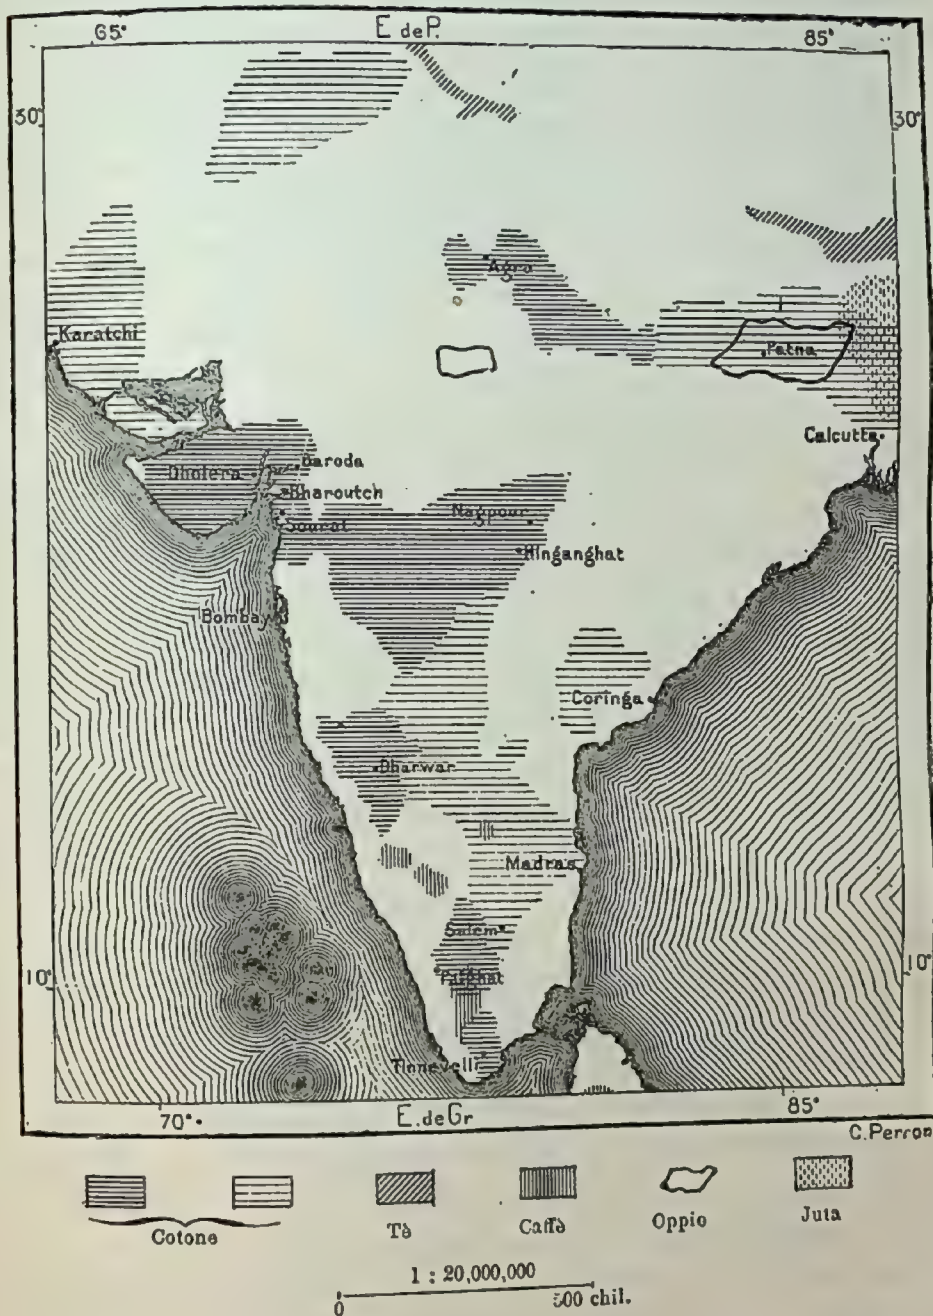 65° E de P. 85°
30° 30°
Agra
Karatchi
Patna
Calcutta
Dholera Baroda
Bharoutch
Nagpour
Sourat
Hinganghat
Bombay
Coringa
Dharwar
Madras
Salem
10° 10°
Palghat
Tinnevelli
70° E. de Gr 85°
C. Perron
Cotone Tè Caffè Oppio Juta
1 : 20,000,000
0 500 chil.